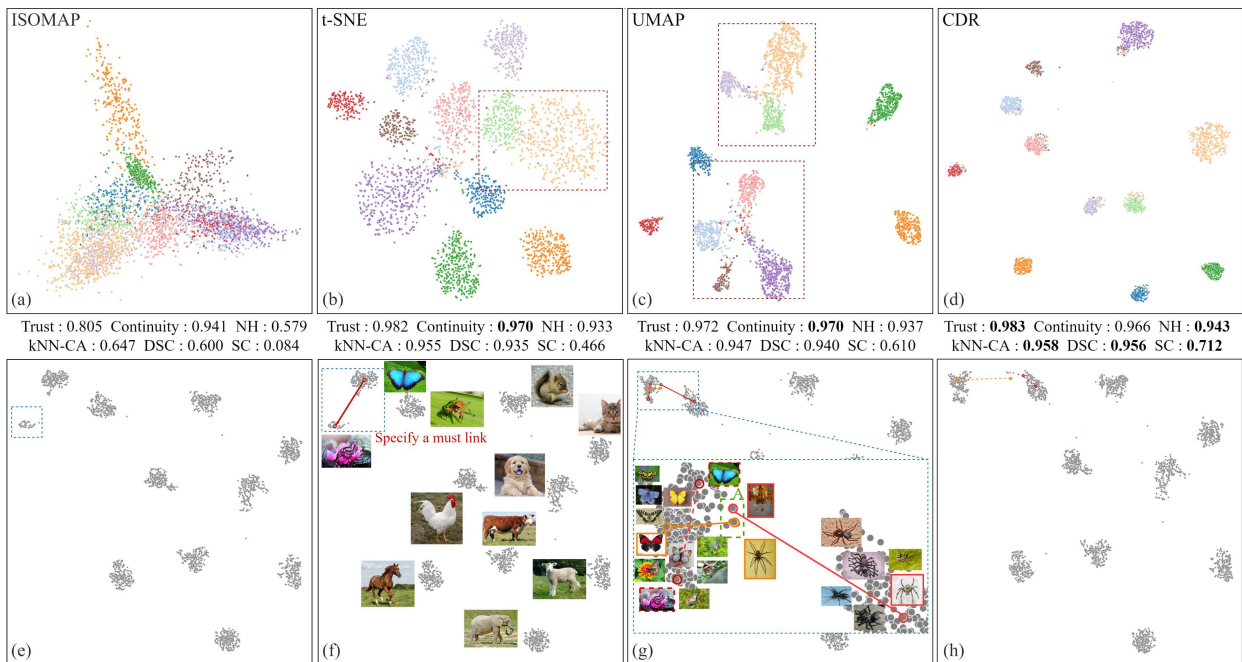 ISOMAP
t-SNE
UMAP
CDR
(a)
(b)
(c)
(d)
Trust : 0.805 Continuity : 0.941 NH : 0.579
kNN-CA : 0.647 DSC : 0.600 SC : 0.084
Trust : 0.982 Continuity : 0.970 NH : 0.933
kNN-CA : 0.955 DSC : 0.935 SC : 0.466
Trust : 0.972 Continuity : 0.970 NH : 0.937
kNN-CA : 0.947 DSC : 0.940 SC : 0.610
Trust : 0.983 Continuity : 0.966 NH : 0.943
kNN-CA : 0.958 DSC : 0.956 SC : 0.712
Specify a must link
A
(e)
(f)
(g)
(h)